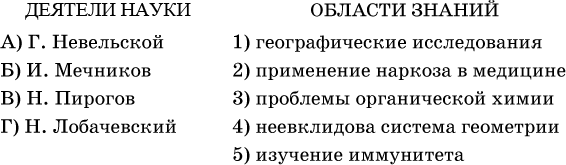 ДЕЯТЕЛИ НАУКИ ОБЛАСТИ ЗНАНИЙ
А) Г. Невельской 1) географические исследования
Б) И. Мечников 2) применение наркоза в медицине
В) Н. Пирогов 3) проблемы органической химии
Г) Н. Лобачевский 4) неевклидова система геометрии
5) изучение иммунитета